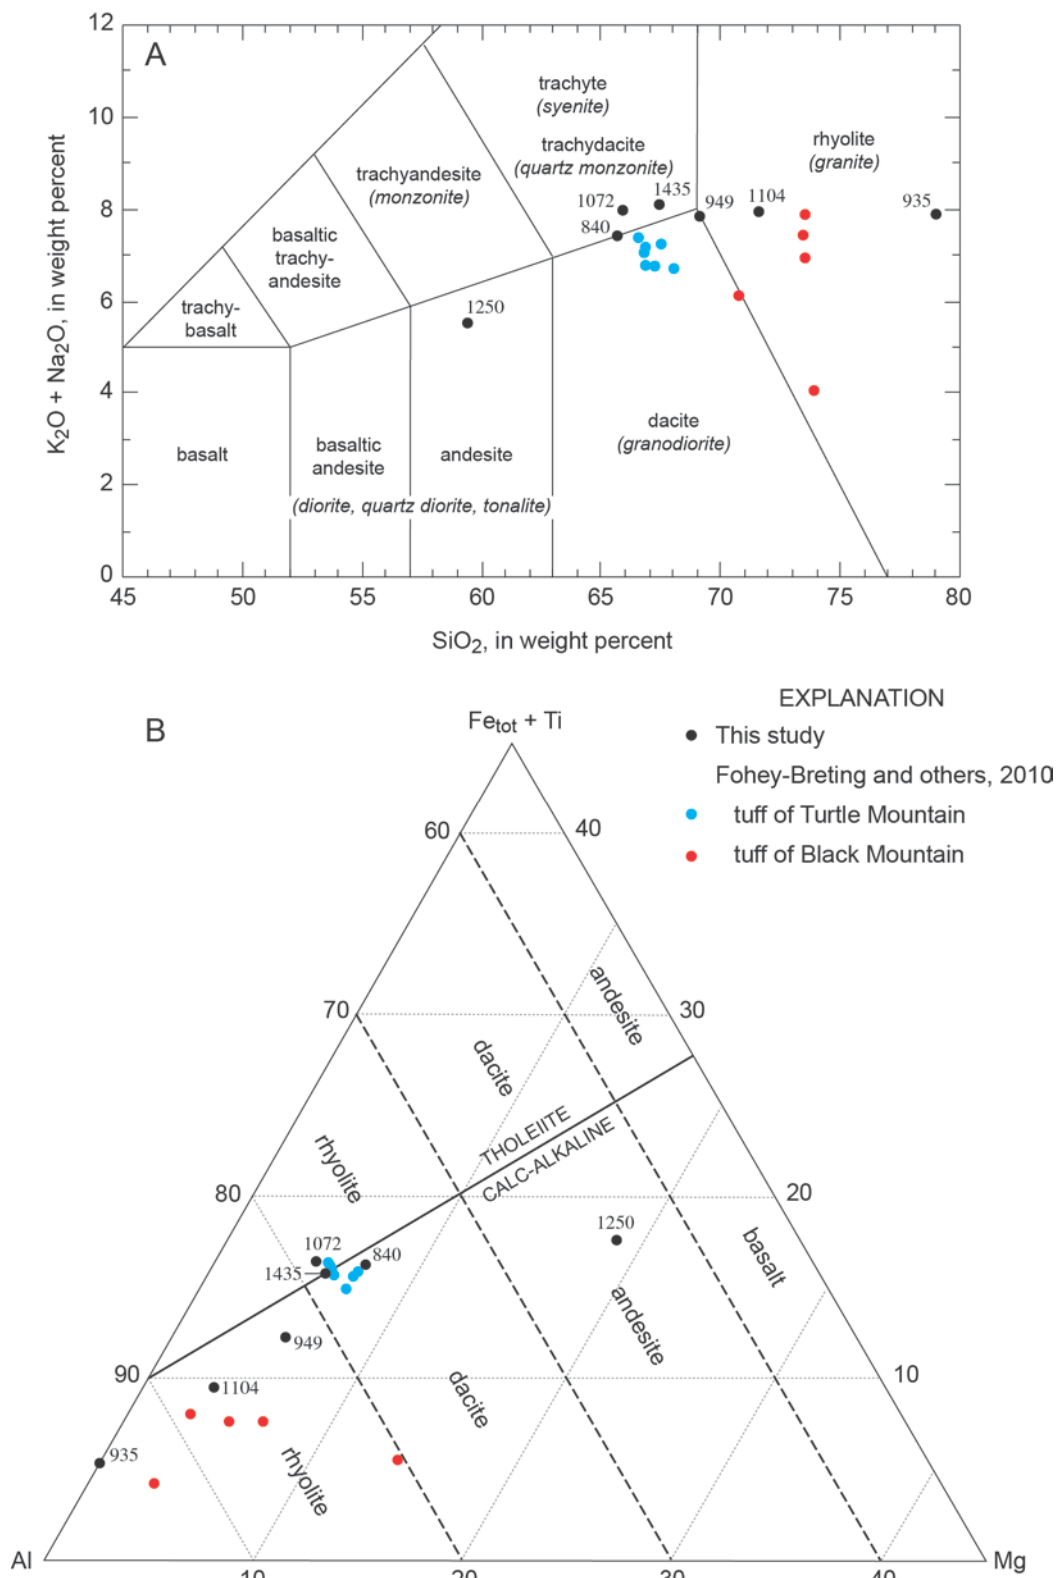 A
12
10
8
6
4
2
0
K2O + Na2O, in weight percent
trachyte
(syenite)
trachydacite
(quartz monzonite)
rhyolite
(granite)
trachyandesite
(monzonite)
1072
1435
840
949
1104
935
basaltic
trachy-
andesite
trachy-
basalt
1250
dacite
(granodiorite)
basalt
basaltic
andesite
andesite
(diorite, quartz diorite, tonalite)
45 50 55 60 65 70 75 80
SiO2, in weight percent
B
Fetot + Ti
EXPLANATION
This study
Fohey-Breting and others, 2010
tuff of Turtle Mountain
tuff of Black Mountain
60 40
andesite
70 30
dacite
THOLEIITE
CALC-ALKALINE
rhyolite
80 20
1072
840
1435
1250
basalt
andesite
949
90 10
1104
dacite
935
rhyolite
Al Mg
10 20 30 40